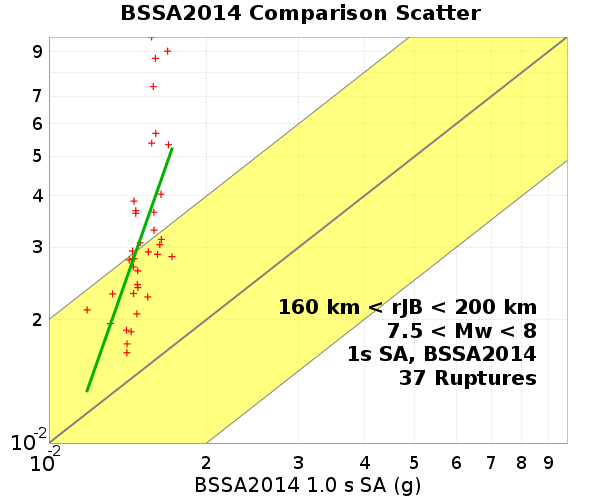 BSSA2014 Comparison Scatter
9
7
6
5
4
3
2
10-2
160 km < rJB < 200 km
7.5 < Mw < 8
1s SA, BSSA2014
37 Ruptures
10-2 2 3 4 5 6 7 8 9
BSSA2014 1.0 s SA (g)